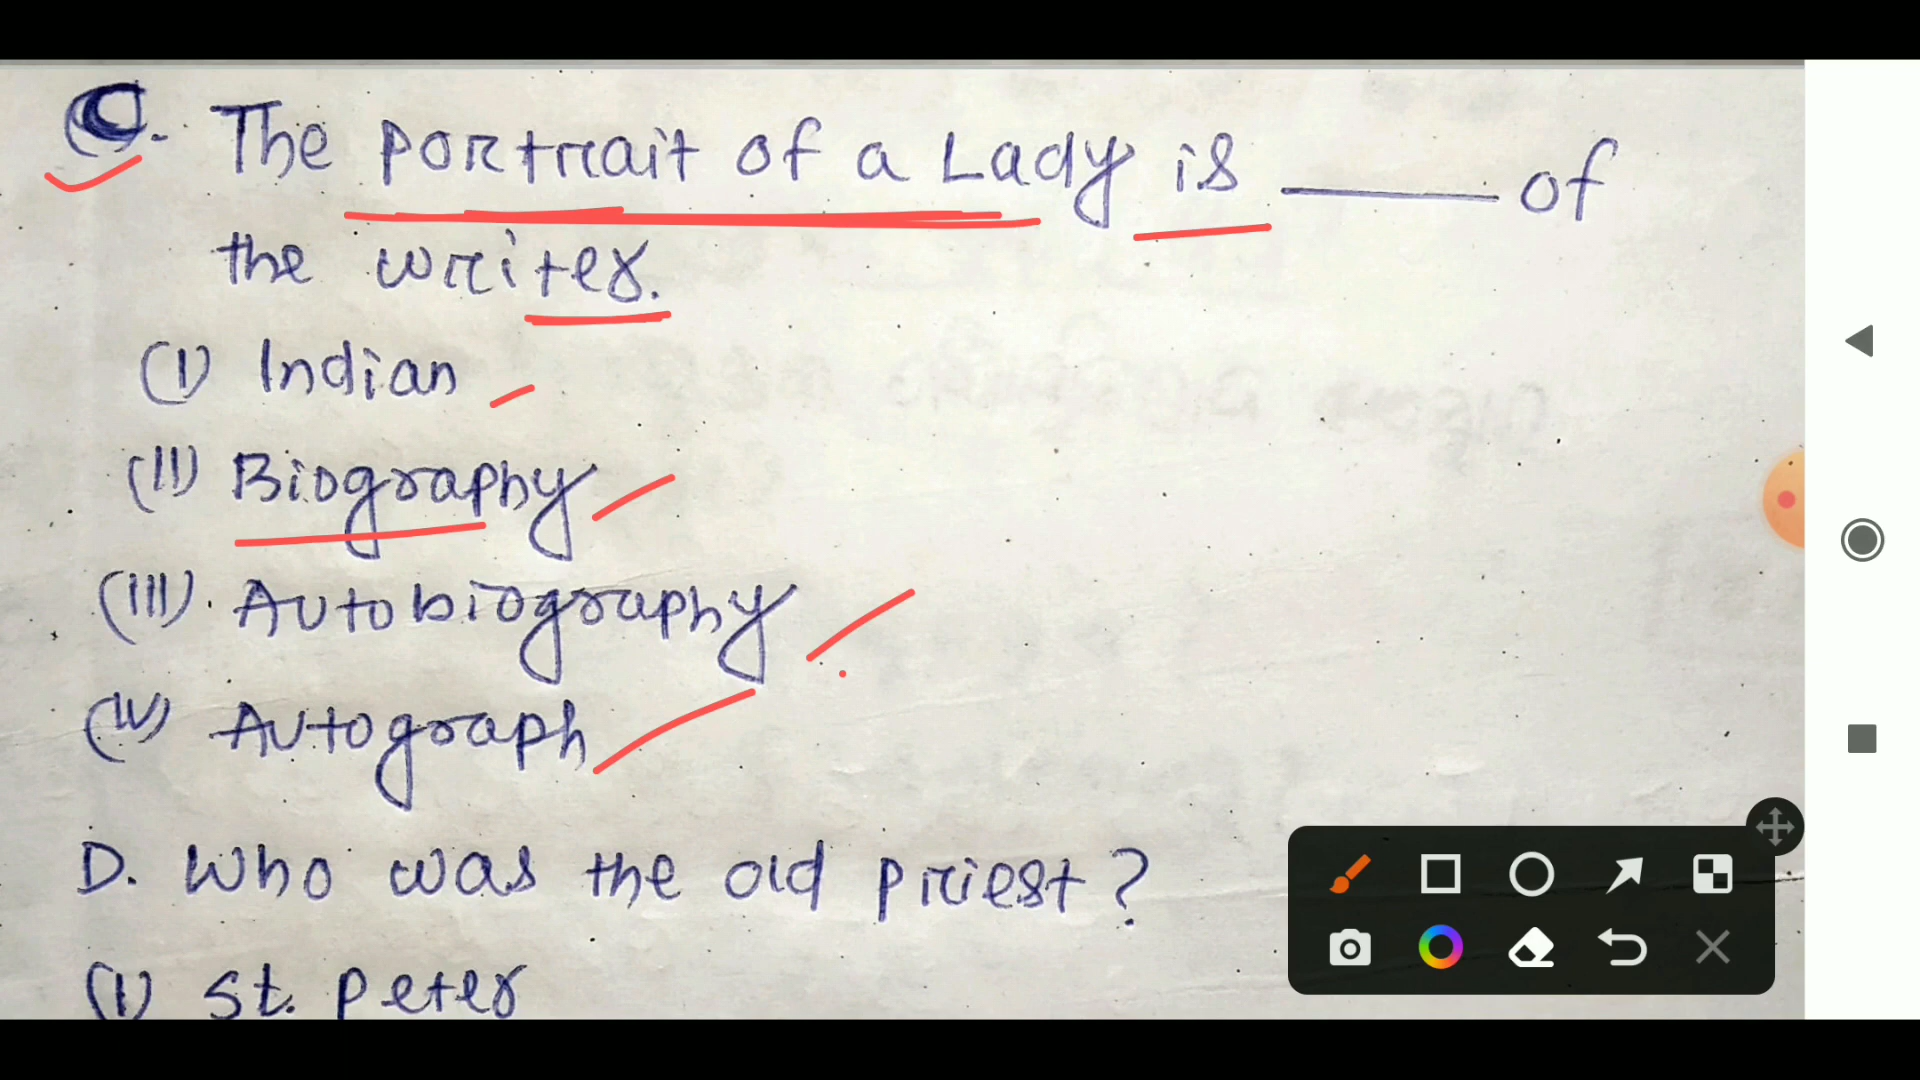 C. The Portrait of a Lady is _____ of
the writer.
(I) Indian
(II) Biography
(III). Autobiography
(IV) Autograph
D. Who was the old Priest?
(I) St. Peter